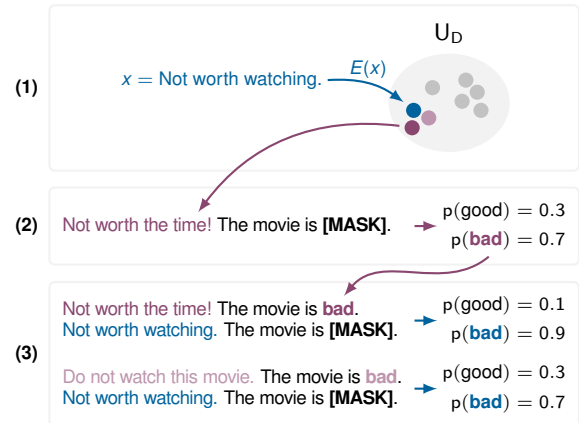 U_D
(1)
x = Not worth watching.
E(x)
(2)
Not worth the time! The movie is [MASK].
p(good) = 0.3
p(bad) = 0.7
(3)
Not worth the time! The movie is bad.
Not worth watching. The movie is [MASK].
p(good) = 0.1
p(bad) = 0.9
Do not watch this movie. The movie is bad.
Not worth watching. The movie is [MASK].
p(good) = 0.3
p(bad) = 0.7